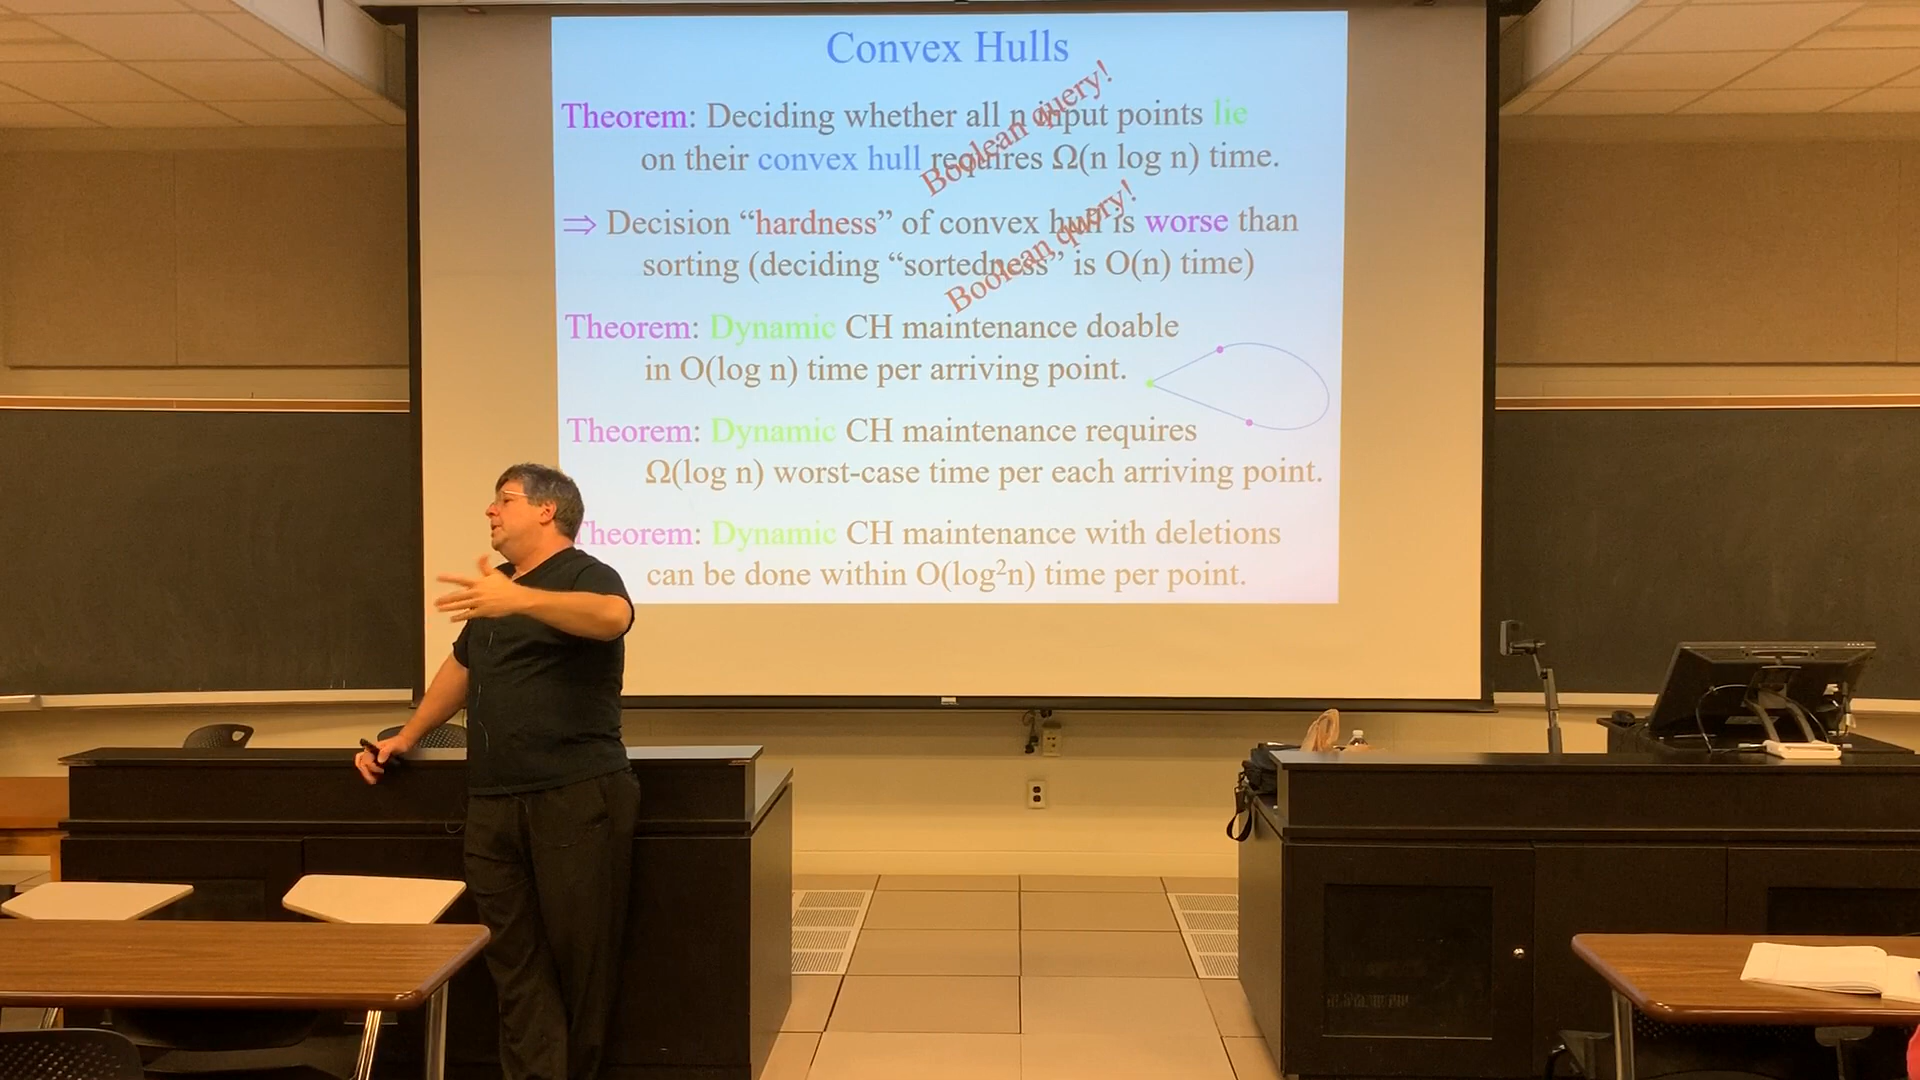 Convex Hulls
Theorem: Deciding whether all n input points lie
on their convex hull requires Ω(n log n) time.
Boolean query!
⇒ Decision “hardness” of convex hull is worse than
sorting (deciding “sortedness” is O(n) time)
Boolean query!
Theorem: Dynamic CH maintenance doable
in O(log n) time per arriving point.
Theorem: Dynamic CH maintenance requires
Ω(log n) worst-case time per each arriving point.
Theorem: Dynamic CH maintenance with deletions
can be done within O(log²n) time per point.